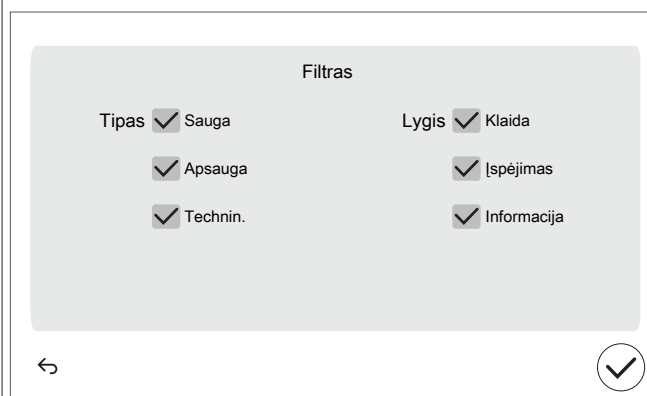 Filtras
Tipas Sauga Lygis Klaida
Apsauga Įspėjimas
Technin. Informacija